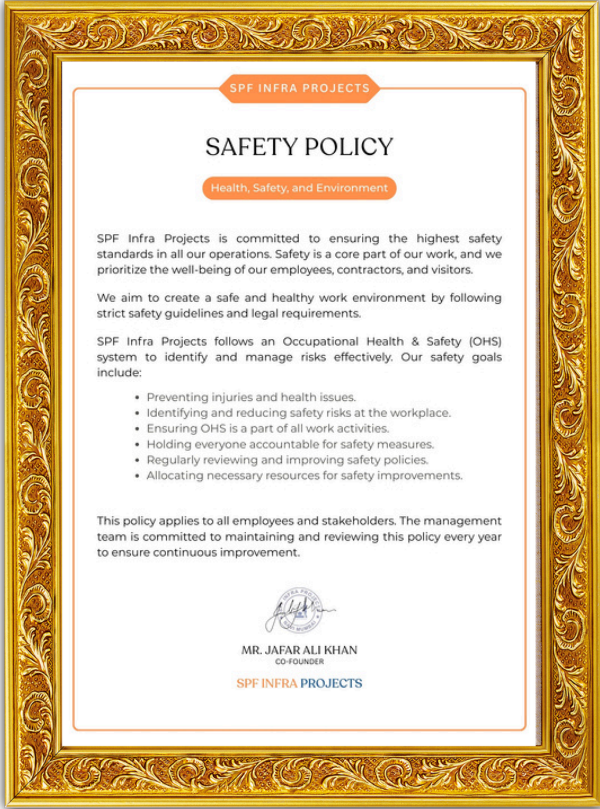 SPF INFRA PROJECTS
SAFETY POLICY
Health, Safety, and Environment
SPF Infra Projects is committed to ensuring the highest safety
standards in all our operations. Safety is a core part of our work, and we
prioritize the well-being of our employees, contractors, and visitors.
We aim to create a safe and healthy work environment by following
strict safety guidelines and legal requirements.
SPF Infra Projects follows an Occupational Health & Safety (OHS)
system to identify and manage risks effectively. Our safety goals
include:
• Preventing injuries and health issues.
• Identifying and reducing safety risks at the workplace.
• Ensuring OHS is a part of all work activities.
• Holding everyone accountable for safety measures.
• Regularly reviewing and improving safety policies.
• Allocating necessary resources for safety improvements.
This policy applies to all employees and stakeholders. The management
team is committed to maintaining and reviewing this policy every year
to ensure continuous improvement.
MR. JAFAR ALI KHAN
CO-FOUNDER
SPF INFRA PROJECTS